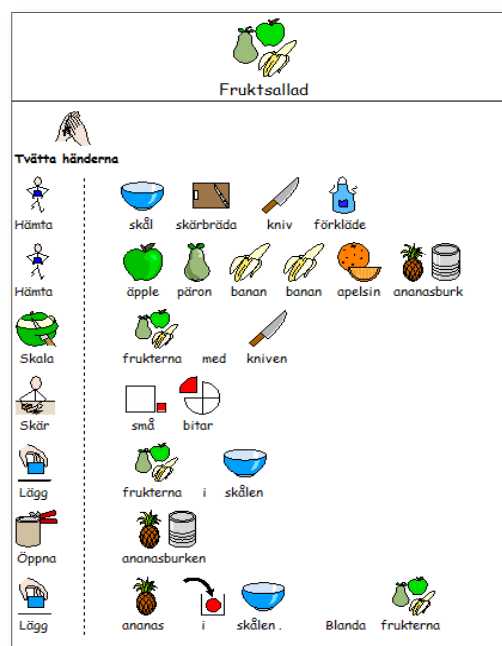 Fruktsallad
Tvätta händerna
Hämta skål skärbräda kniv förkläde
Hämta äpple päron banan banan apelsin ananasburk
Skala frukterna med kniven
Skär små bitar
Lägg frukterna i skålen
Öppna ananasburken
Lägg ananas i skålen. Blanda frukterna